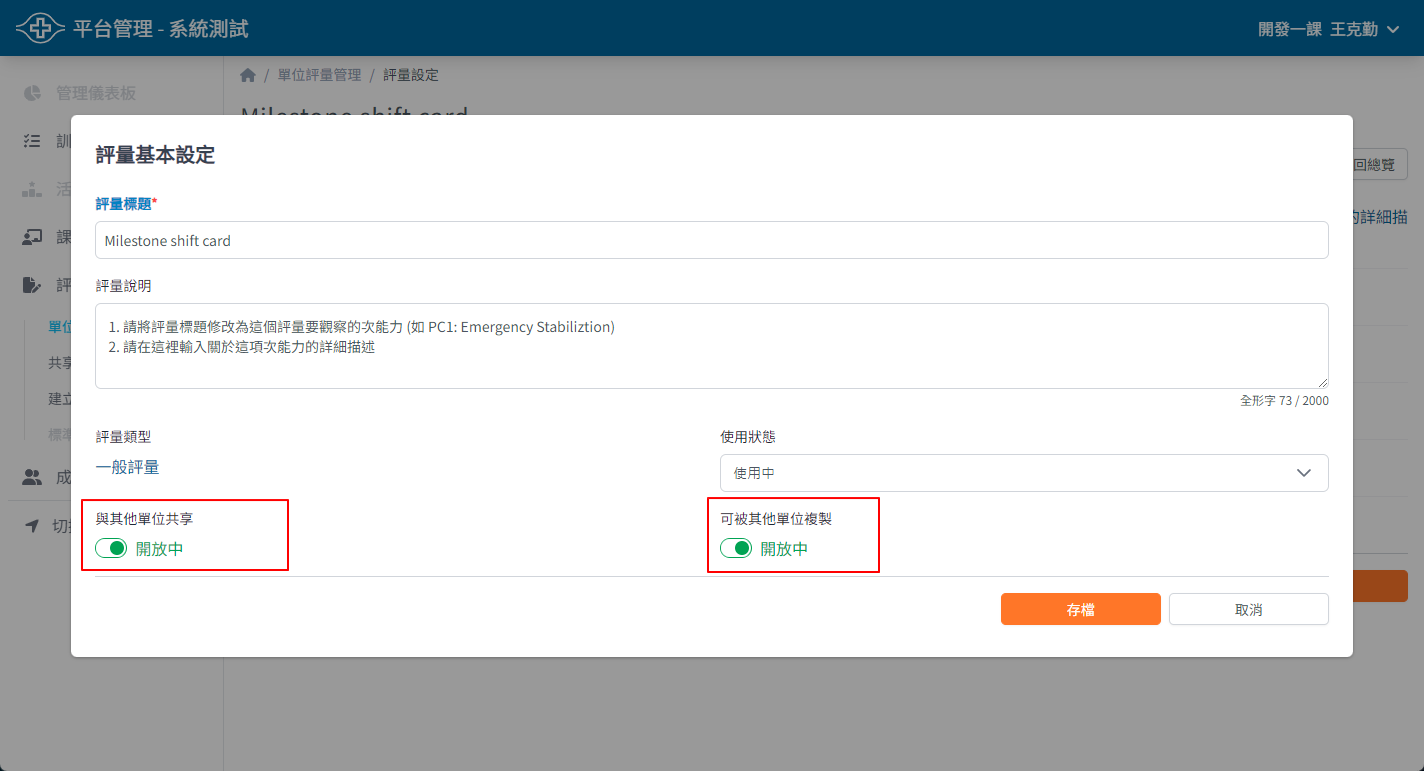 平台管理 - 系統測試
開發一課 王克勤
管理儀表板
單位評量管理 / 評量設定
Milestone shift card
訓
活
課
評
單位
共享
建立
標準
成
切換
回總覽
的詳細描
評量基本設定
評量標題*
Milestone shift card
評量說明
1. 請將評量標題修改為這個評量要觀察的次能力 (如 PC1: Emergency Stabiliztion)
2. 請在這裡輸入關於這項次能力的詳細描述
全形字 73 / 2000
評量類型
一般評量
使用狀態
使用中
與其他單位共享
開放中
可被其他單位複製
開放中
存檔
取消